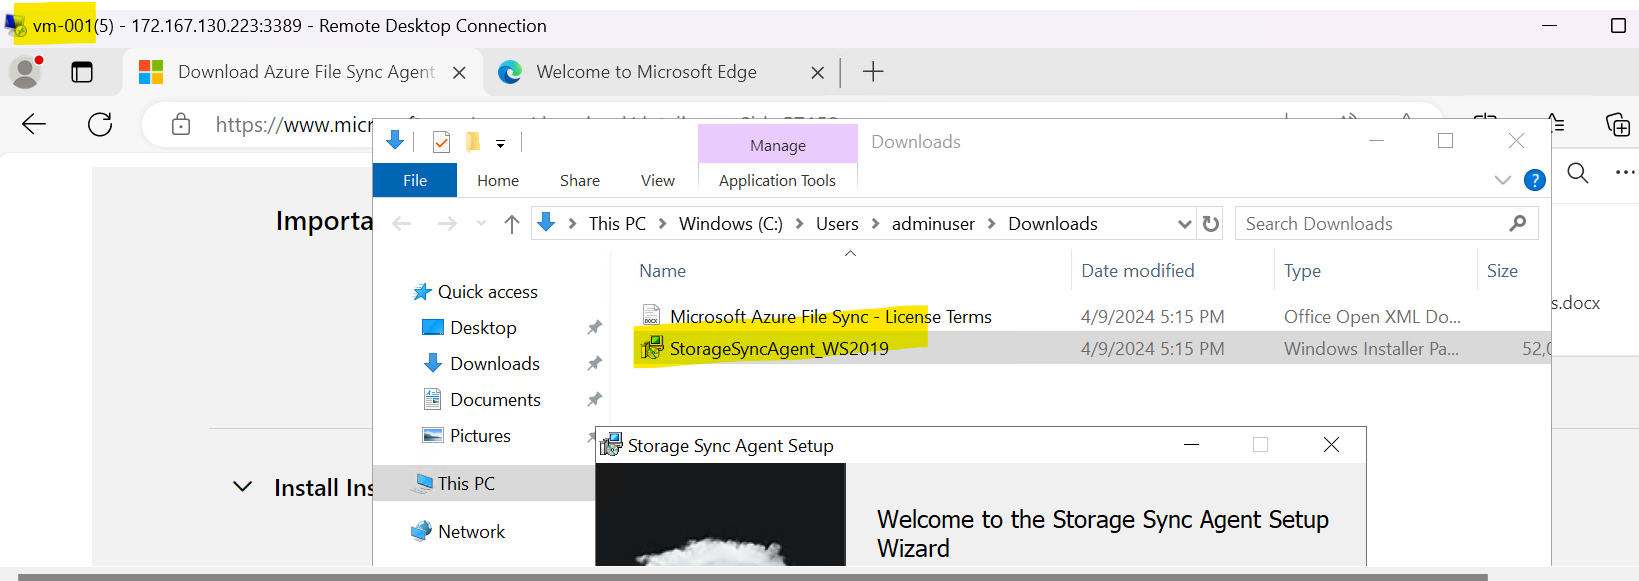 vm-001(5) - 172.167.130.223:3389 - Remote Desktop Connection
Download Azure File Sync Agent
Welcome to Microsoft Edge
https://www.micr
Manage
Downloads
File
Home
Share
View
Application Tools
Importa
This PC
Windows (C:)
Users
adminuser
Downloads
Search Downloads
Name
Date modified
Type
Size
Quick access
Desktop
Downloads
Documents
Pictures
This PC
Network
Microsoft Azure File Sync - License Terms
4/9/2024 5:15 PM
Office Open XML Do...
s.docx
StorageSyncAgent_WS2019
4/9/2024 5:15 PM
Windows Installer Pa...
52,0
Install Ins
Storage Sync Agent Setup
Welcome to the Storage Sync Agent Setup
Wizard